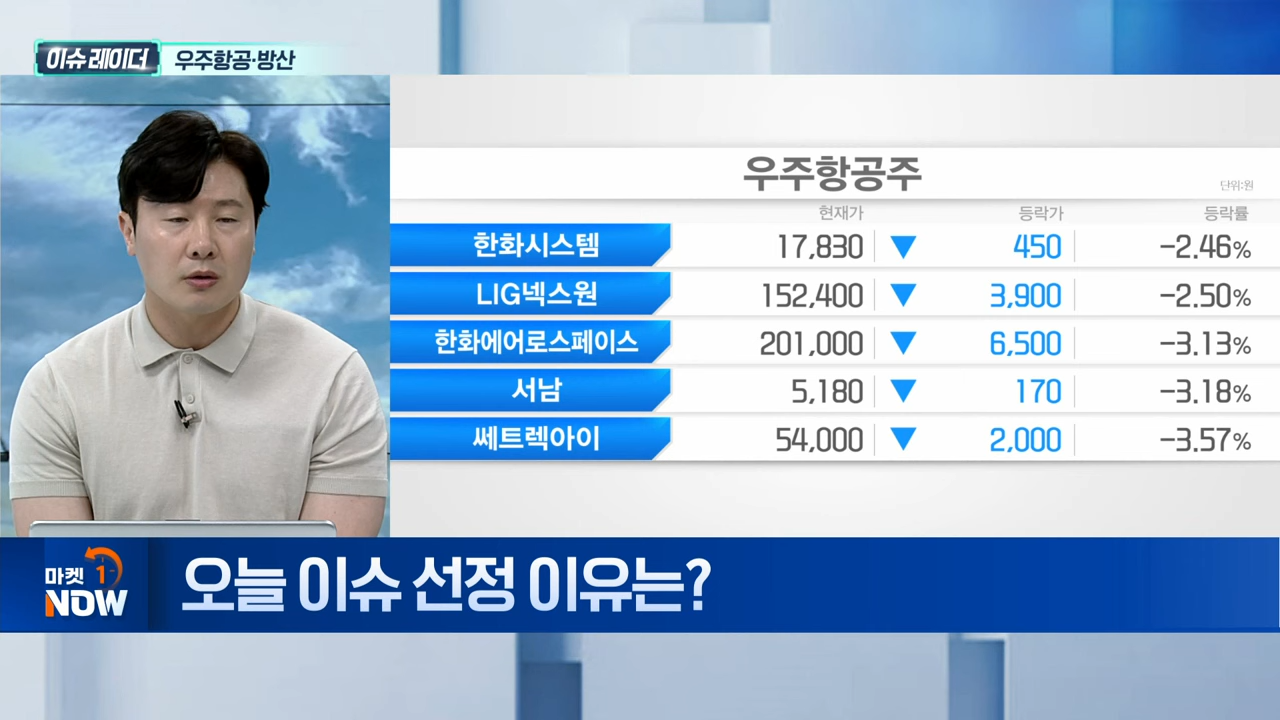 이슈 레이더 우주항공·방산
우주항공주
단위:원
현재가 등락가 등락률
한화시스템 17,830 ▼ 450 -2.46%
LIG넥스원 152,400 ▼ 3,900 -2.50%
한화에어로스페이스 201,000 ▼ 6,500 -3.13%
서남 5,180 ▼ 170 -3.18%
쎄트렉아이 54,000 ▼ 2,000 -3.57%
마켓 1
NOW
오늘 이슈 선정 이유는?